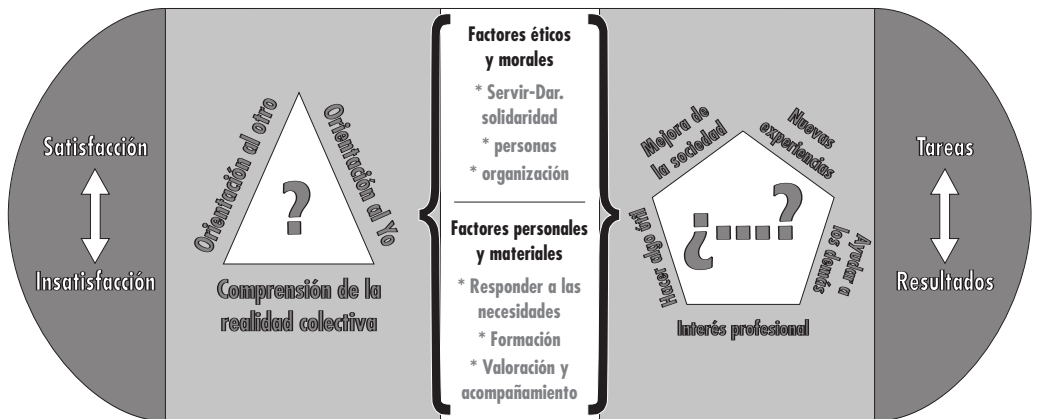 Satisfacción
Insatisfacción
Orientación al otro
Orientación al Yo
?
Comprensión de la
realidad colectiva
Factores éticos
y morales
* Servir-Dar.
solidaridad
* personas
* organización
Factores personales
y materiales
* Responder a las
necesidades
* Formación
* Valoración y
acompañamiento
Mejora de
la sociedad
Nuevas
experiencias
Hacer algo útil
¿....?
Ayudar a
los demás
Interés profesional
Tareas
Resultados